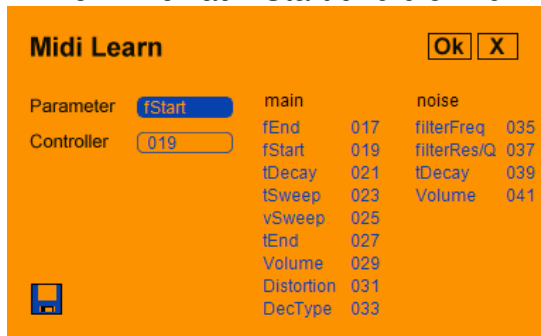 Midi Learn
Ok X
Parameter fStart
Controller 019
main
fEnd 017
fStart 019
tDecay 021
tSweep 023
vSweep 025
tEnd 027
Volume 029
Distortion 031
DecType 033
noise
filterFreq 035
filterRes/Q 037
tDecay 039
Volume 041